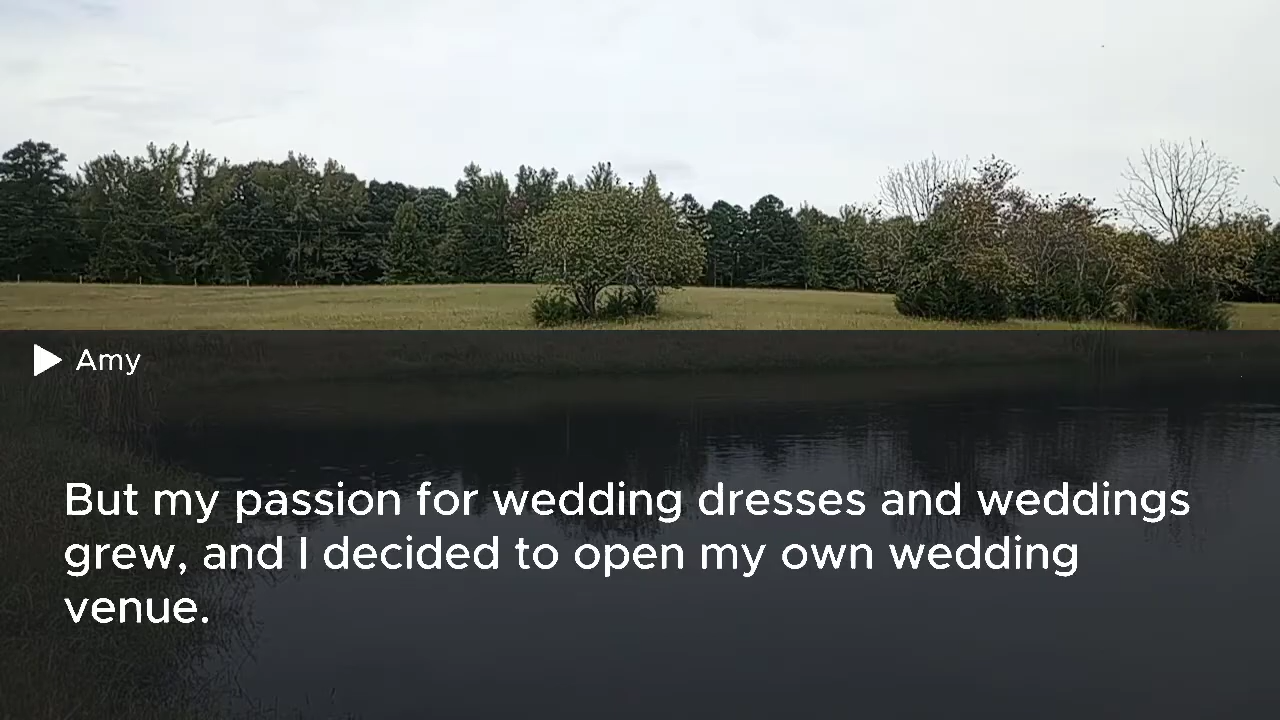 Amy
But my passion for wedding dresses and weddings
grew, and I decided to open my own wedding
venue.